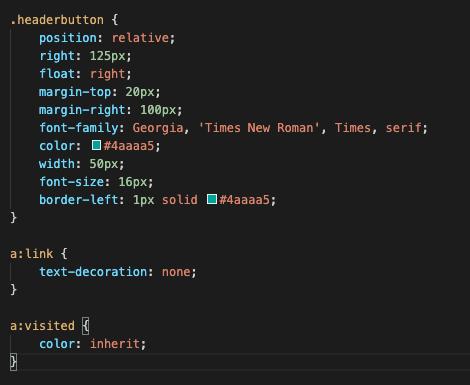 .headerbutton {
    position: relative;
    right: 125px;
    float: right;
    margin-top: 20px;
    margin-right: 100px;
    font-family: Georgia, 'Times New Roman', Times, serif;
    color: #4aaaa5;
    width: 50px;
    font-size: 16px;
    border-left: 1px solid #4aaaa5;
}

a:link {
    text-decoration: none;
}

a:visited {
    color: inherit;
}